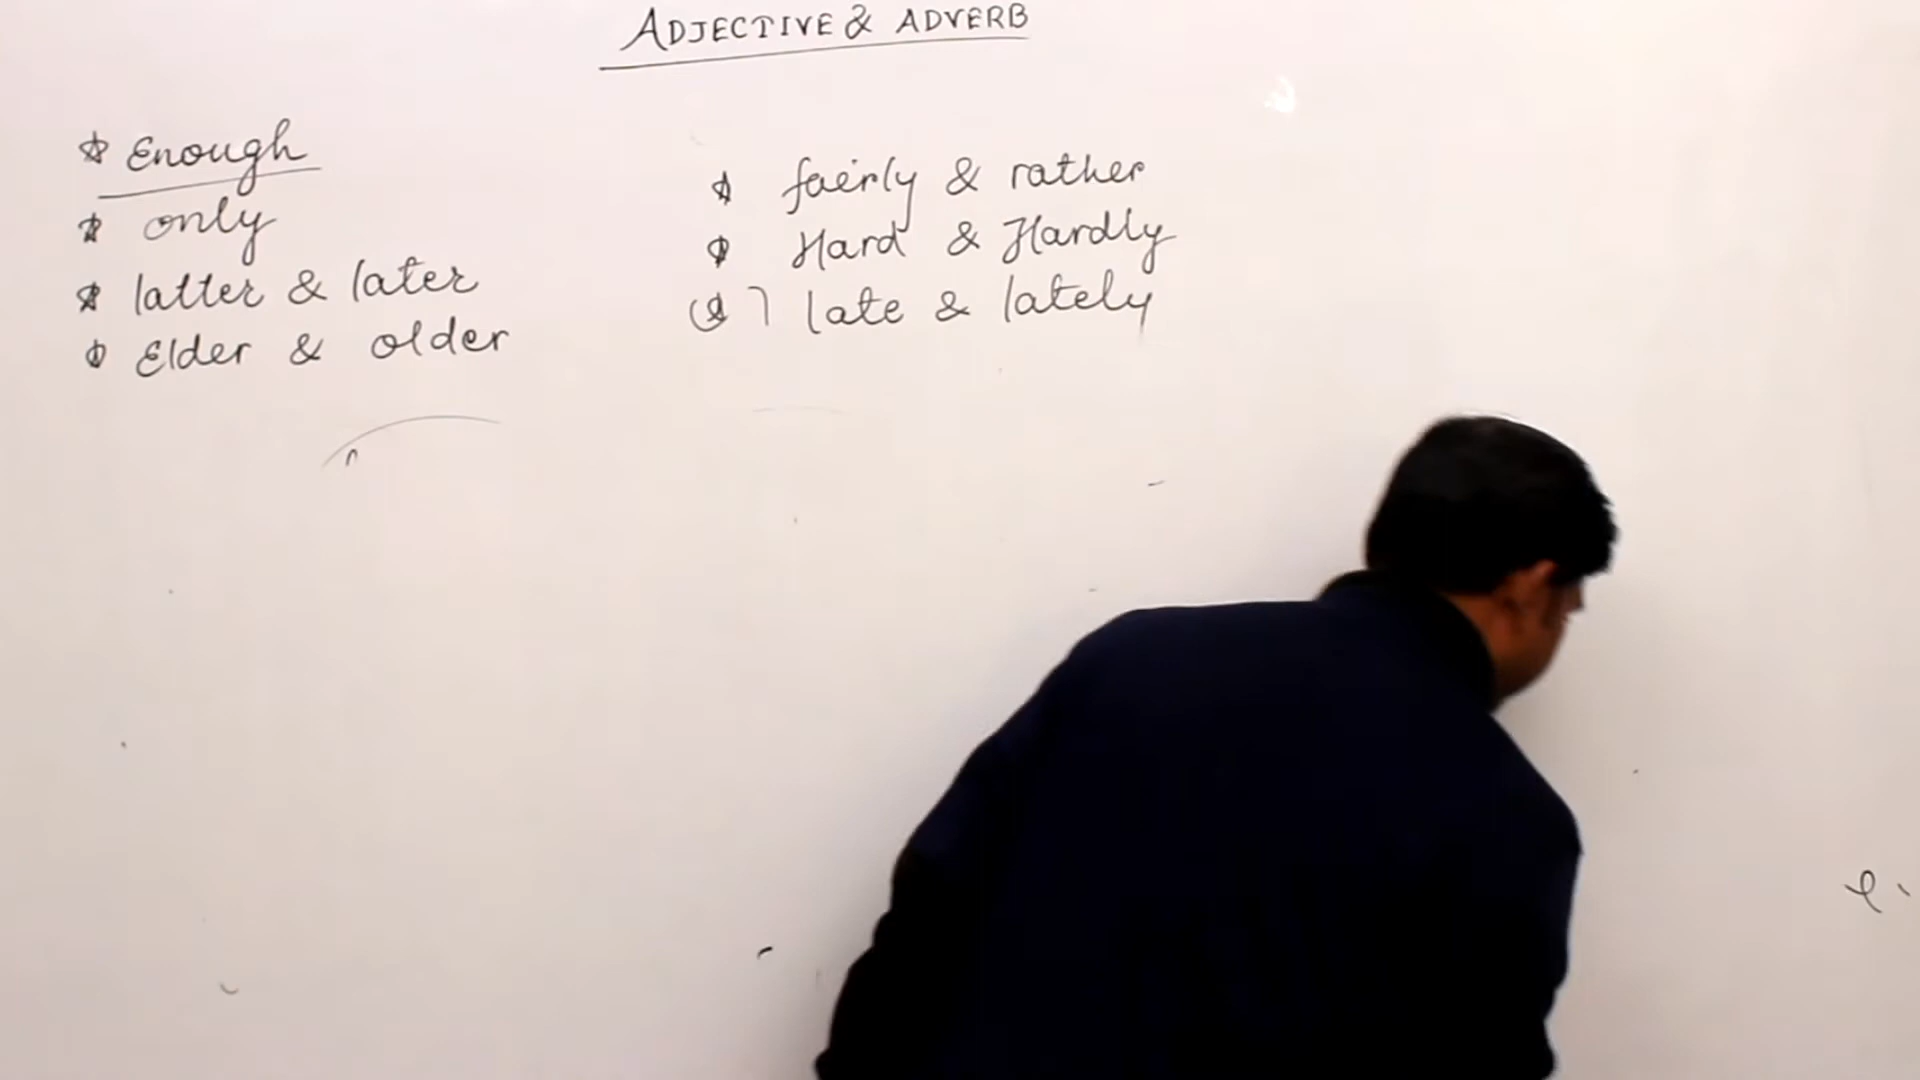 ADJECTIVE & ADVERB
* Enough
* only
* latter & later
* Elder & older
* fairly & rather
* Hard & Hardly
(*) late & lately